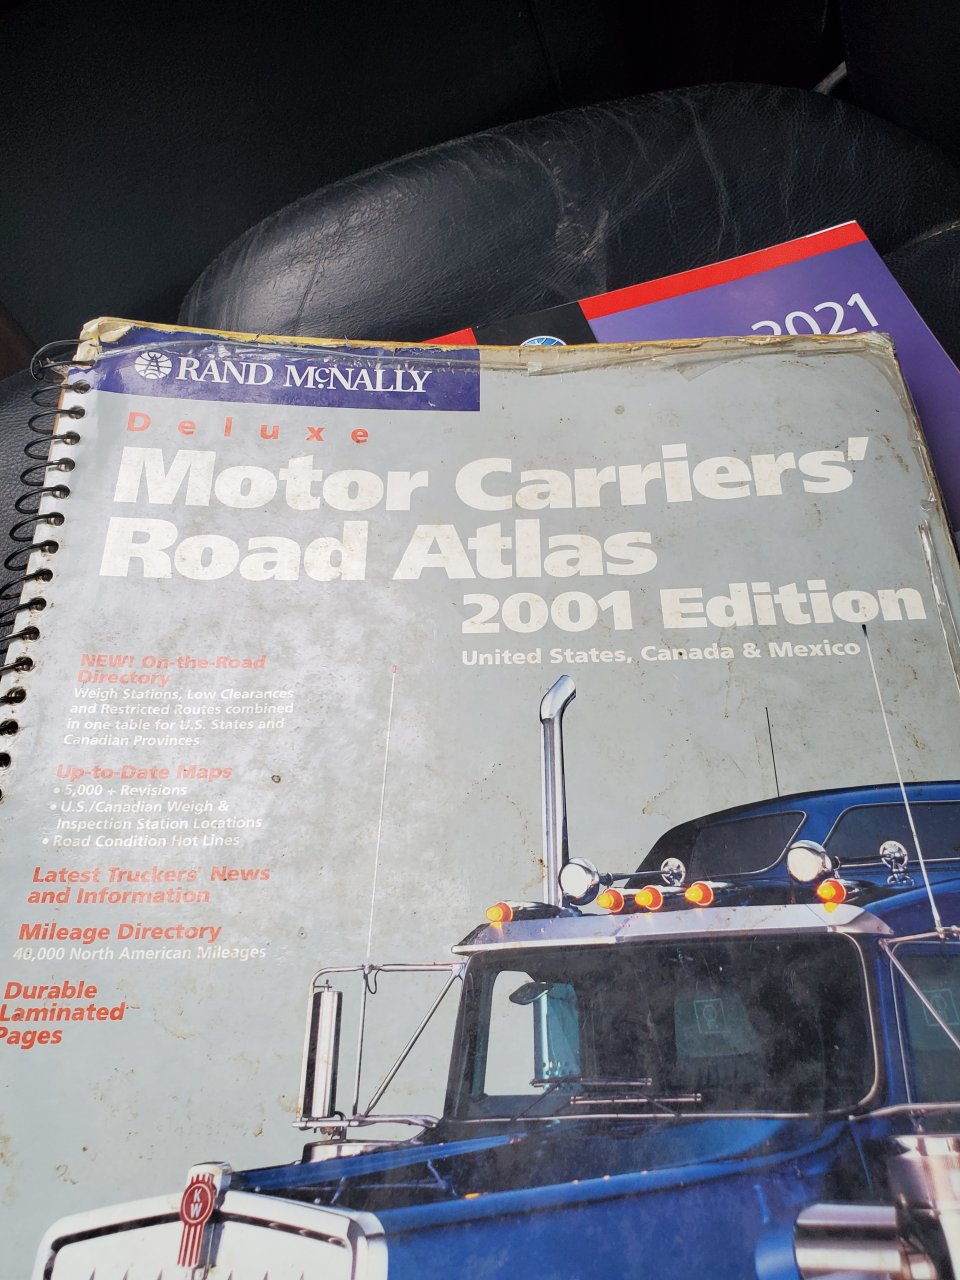 2021
RAND McNALLY
Deluxe
Motor Carriers'
Road Atlas
2001 Edition
United States, Canada & Mexico
NEW! On-the-Road
Directory
Weigh Stations, Low Clearances
and Restricted Routes combined
in one table for U.S. States and
Canadian Provinces
Up-to-Date Maps
• 5,000 + Revisions
• U.S./Canadian Weigh &
Inspection Station Locations
• Road Condition Hot Lines
Latest Truckers' News
and Information
Mileage Directory
40,000 North American Mileages
Durable
Laminated
Pages
KW